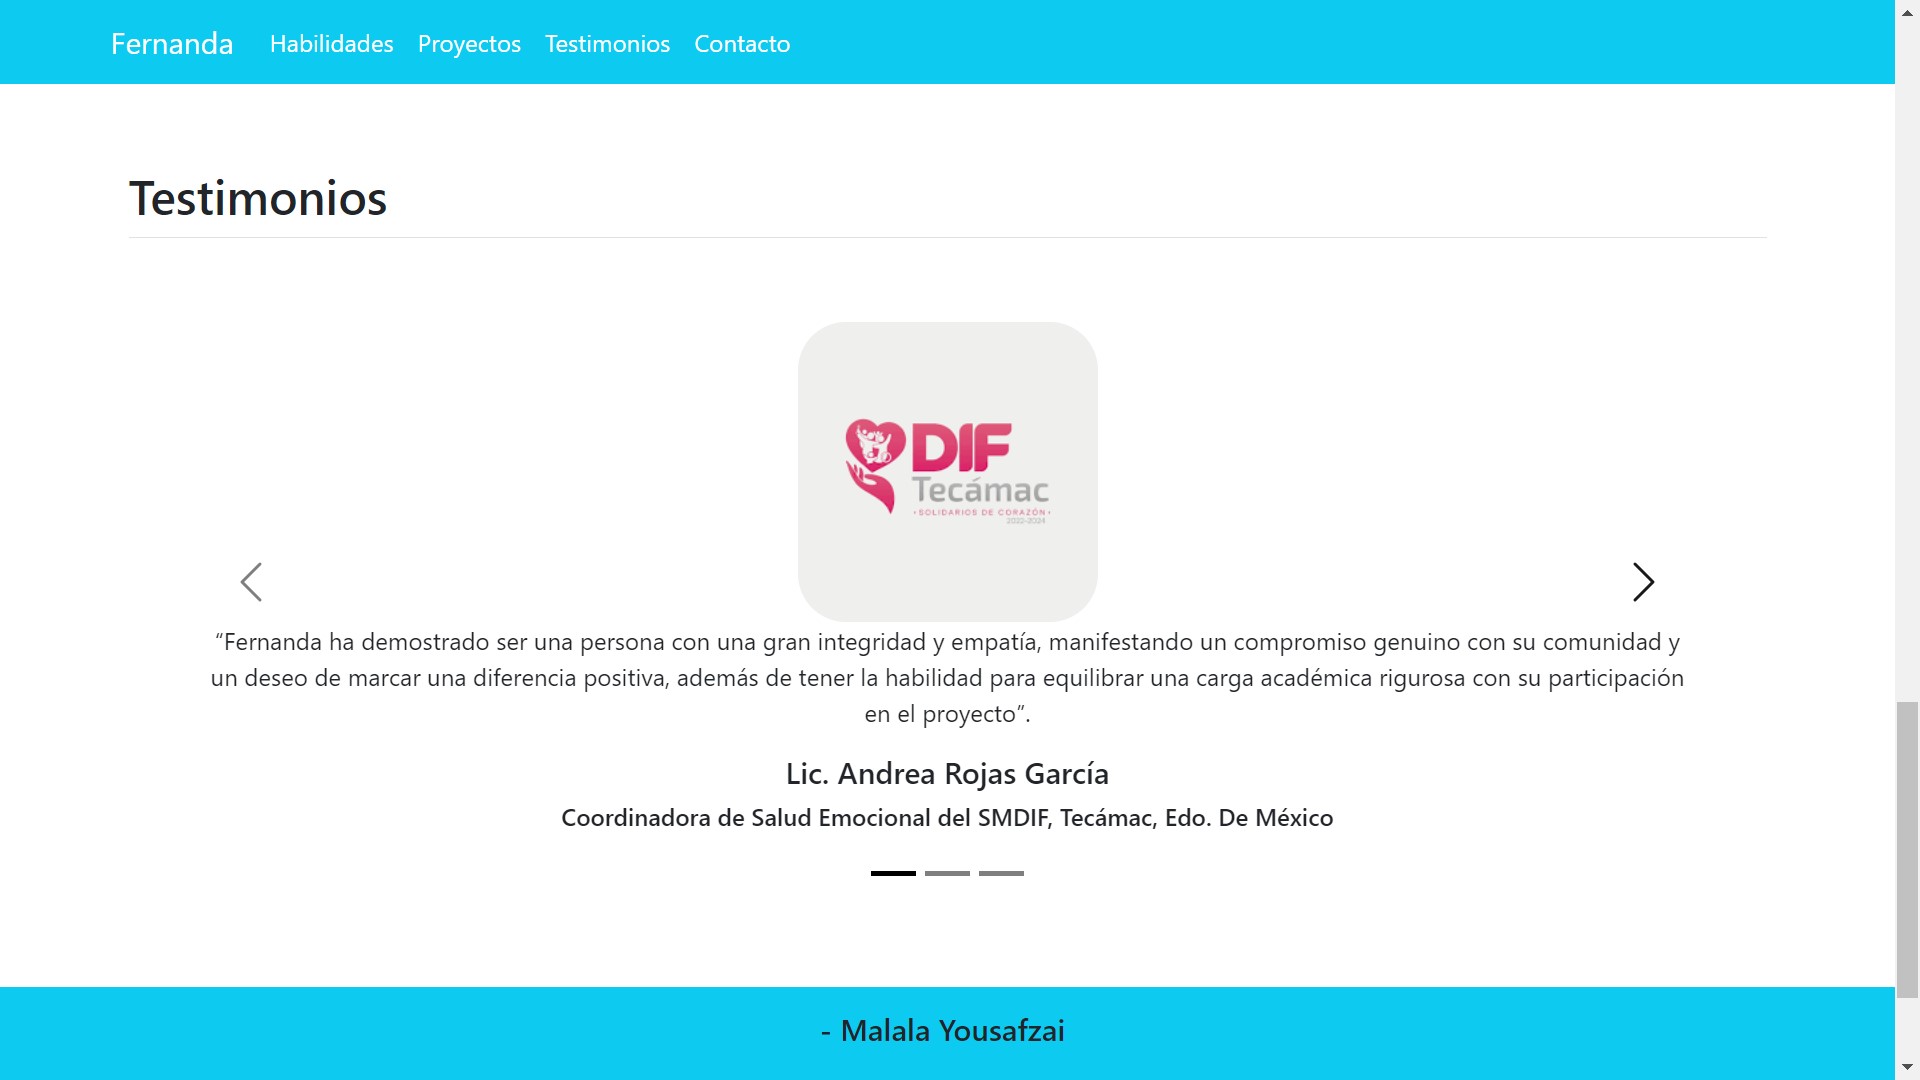 Fernanda Habilidades Proyectos Testimonios Contacto
Testimonios
DIF
Tecámac
• SOLIDARIOS DE CORAZÓN •
2022-2024
“Fernanda ha demostrado ser una persona con una gran integridad y empatía, manifestando un compromiso genuino con su comunidad y
un deseo de marcar una diferencia positiva, además de tener la habilidad para equilibrar una carga académica rigurosa con su participación
en el proyecto”.
Lic. Andrea Rojas García
Coordinadora de Salud Emocional del SMDIF, Tecámac, Edo. De México
- Malala Yousafzai